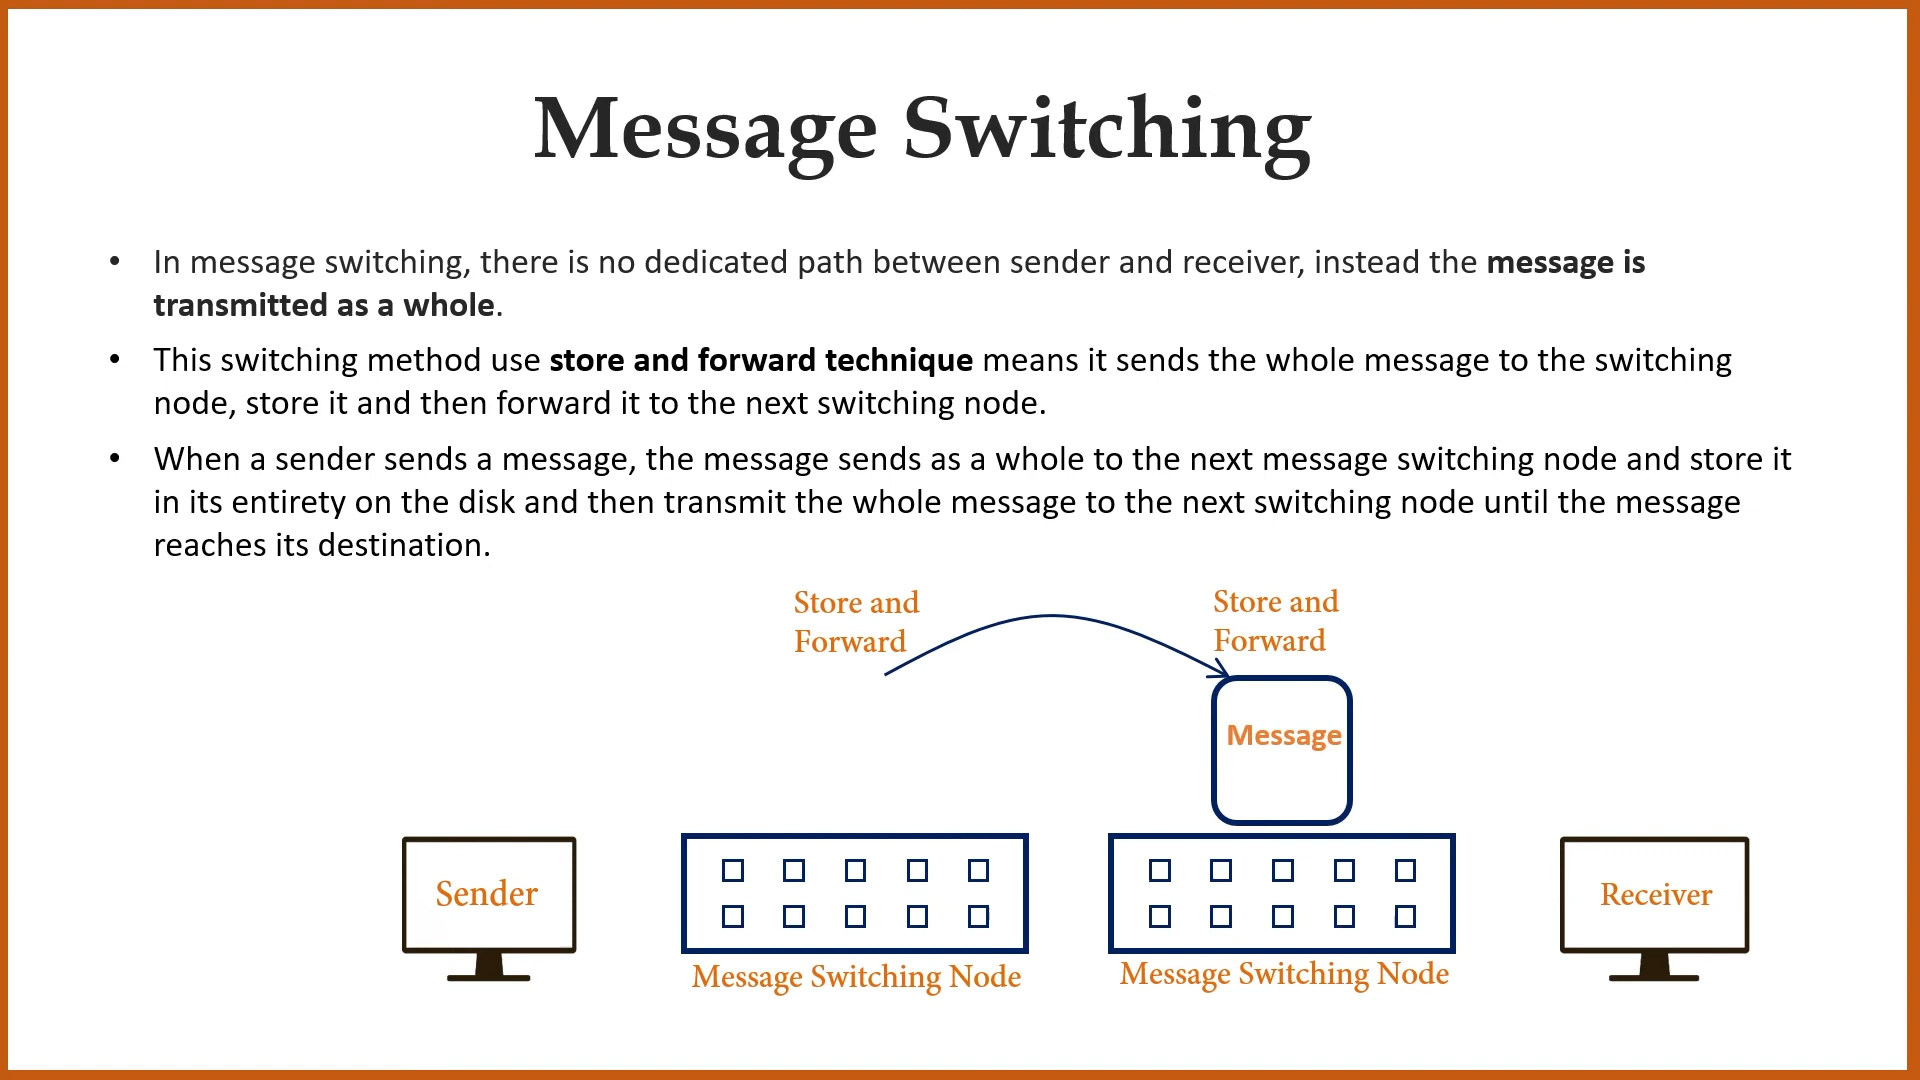 Message Switching
• In message switching, there is no dedicated path between sender and receiver, instead the message is
transmitted as a whole.
• This switching method use store and forward technique means it sends the whole message to the switching
node, store it and then forward it to the next switching node.
• When a sender sends a message, the message sends as a whole to the next message switching node and store it
in its entirety on the disk and then transmit the whole message to the next switching node until the message
reaches its destination.
Store and
Forward
Store and
Forward
Message
Sender
Receiver
Message Switching Node
Message Switching Node